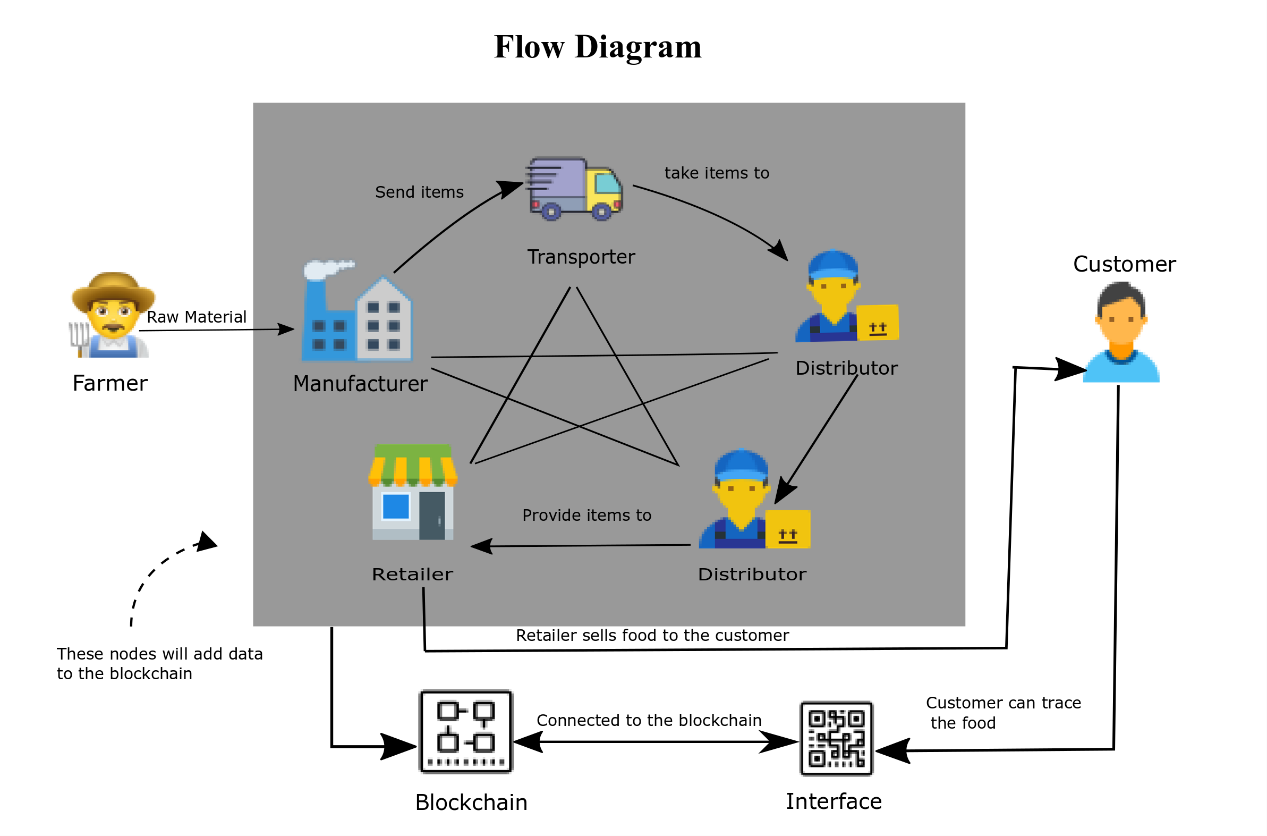 Flow Diagram
Send items
take items to
Transporter
Customer
Raw Material
Farmer
Manufacturer
Distributor
Provide items to
Retailer
Distributor
Retailer sells food to the customer
These nodes will add data
to the blockchain
Connected to the blockchain
Customer can trace
the food
Blockchain
Interface